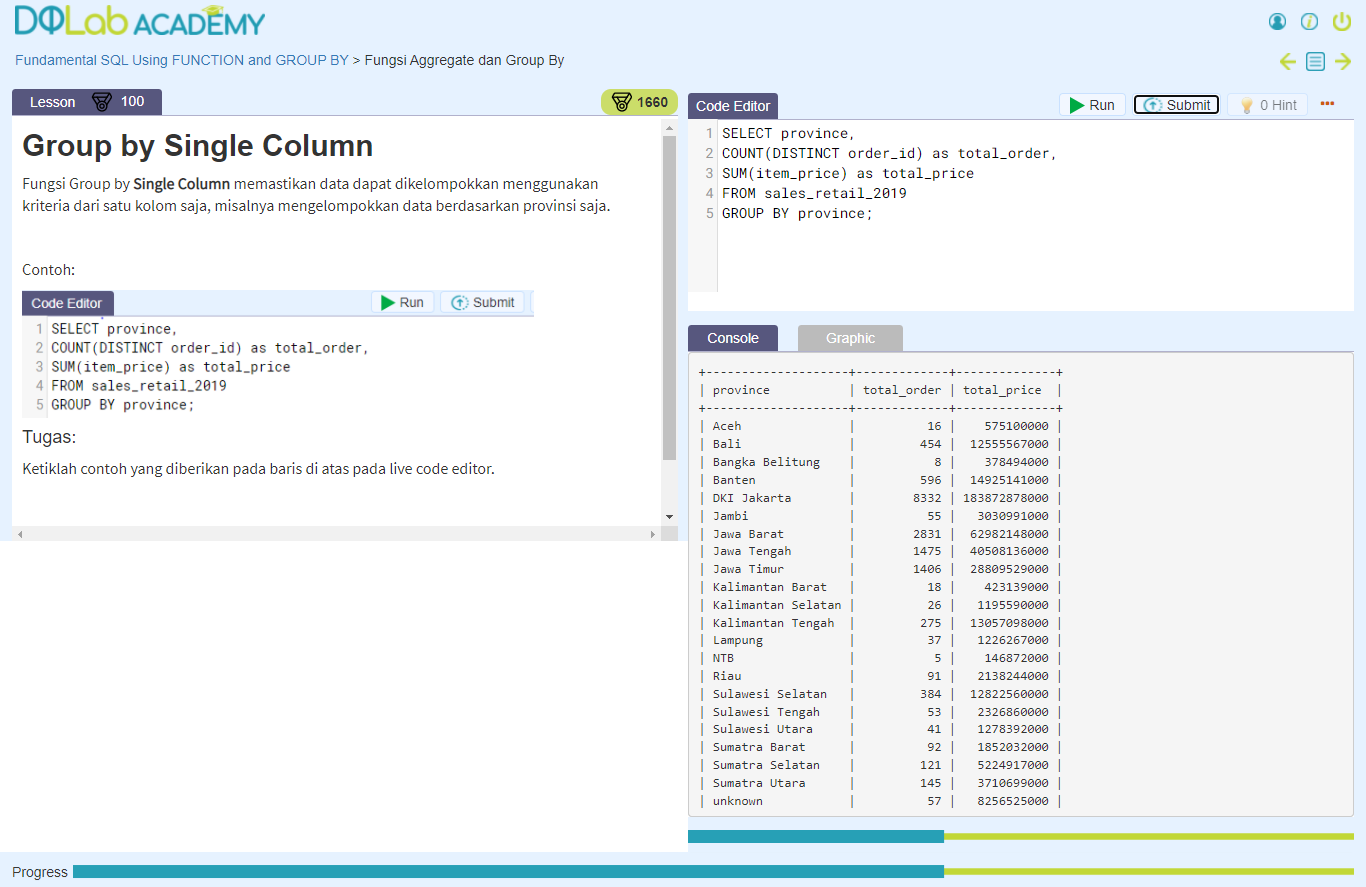 DQLab ACADEMY
Fundamental SQL Using FUNCTION and GROUP BY > Fungsi Aggregate dan Group By
Lesson 100
1660
Group by Single Column
Fungsi Group by Single Column memastikan data dapat dikelompokkan menggunakan
kriteria dari satu kolom saja, misalnya mengelompokkan data berdasarkan provinsi saja.
Contoh:
Code Editor Run Submit
1 SELECT province,
2 COUNT(DISTINCT order_id) as total_order,
3 SUM(item_price) as total_price
4 FROM sales_retail_2019
5 GROUP BY province;
Tugas:
Ketiklah contoh yang diberikan pada baris di atas pada live code editor.
Code Editor Run Submit 0 Hint •••
1 SELECT province,
2 COUNT(DISTINCT order_id) as total_order,
3 SUM(item_price) as total_price
4 FROM sales_retail_2019
5 GROUP BY province;
Console Graphic
+--------------------+-------------+--------------+
| province | total_order | total_price |
+--------------------+-------------+--------------+
| Aceh | 16 | 575100000 |
| Bali | 454 | 12555567000 |
| Bangka Belitung | 8 | 378494000 |
| Banten | 596 | 14925141000 |
| DKI Jakarta | 8332 | 183872878000 |
| Jambi | 55 | 3030991000 |
| Jawa Barat | 2831 | 62982148000 |
| Jawa Tengah | 1475 | 40508136000 |
| Jawa Timur | 1406 | 28809529000 |
| Kalimantan Barat | 18 | 423139000 |
| Kalimantan Selatan | 26 | 1195590000 |
| Kalimantan Tengah | 275 | 13057098000 |
| Lampung | 37 | 1226267000 |
| NTB | 5 | 146872000 |
| Riau | 91 | 2138244000 |
| Sulawesi Selatan | 384 | 12822560000 |
| Sulawesi Tengah | 53 | 2326860000 |
| Sulawesi Utara | 41 | 1278392000 |
| Sumatra Barat | 92 | 1852032000 |
| Sumatra Selatan | 121 | 5224917000 |
| Sumatra Utara | 145 | 3710699000 |
| unknown | 57 | 8256525000 |
Progress